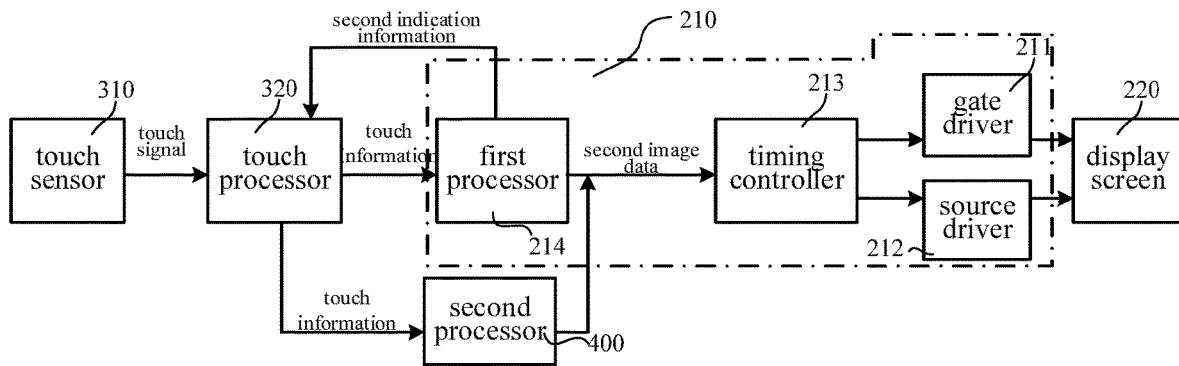 second indication
information
210
211
310
320
213
220
touch
sensor
touch
signal
touch
processor
touch
information
first
processor
second image
data
timing
controller
gate
driver
display
screen
source
driver
214
212
touch
information
second
processor
400